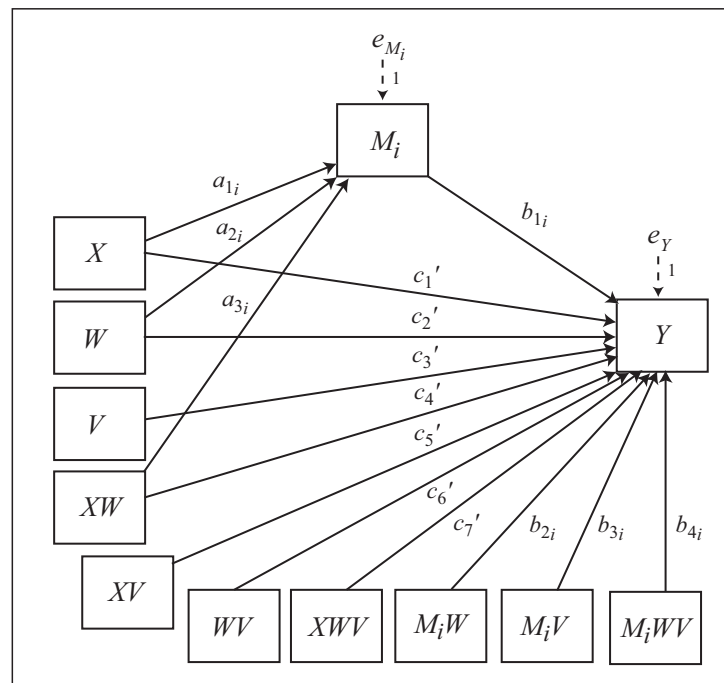 e_{M_i}
1
M_i
a_{1i}
a_{2i}
a_{3i}
b_{1i}
e_Y
1
X
c_1'
W
c_2'
Y
c_3'
V
c_4'
XW
c_5'
c_6'
c_7'
b_{2i}
b_{3i}
b_{4i}
XV
WV
XWV
M_iW
M_iV
M_iWV